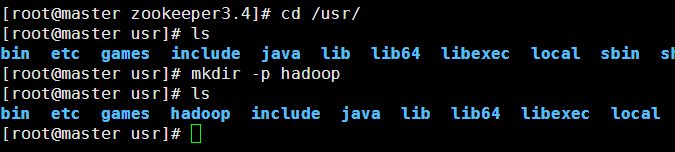 [root@master zookeeper3.4]# cd /usr/
[root@master usr]# ls
bin etc games include java lib lib64 libexec local sbin sh
[root@master usr]# mkdir -p hadoop
[root@master usr]# ls
bin etc games hadoop include java lib lib64 libexec local
[root@master usr]#